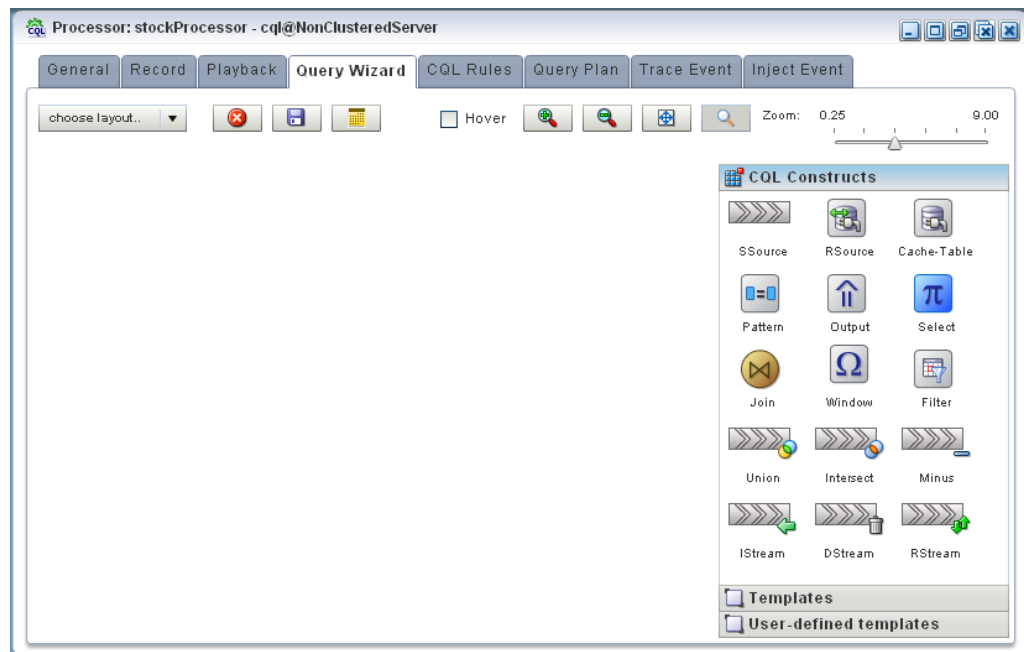 CQL Processor: stockProcessor - cql@NonClusteredServer
General Record Playback Query Wizard CQL Rules Query Plan Trace Event Inject Event
choose layout.. Hover Zoom: 0.25 9.00
CQL Constructs
SSource RSource Cache-Table
Pattern Output Select
Join Window Filter
Union Intersect Minus
IStream DStream RStream
Templates
User-defined templates